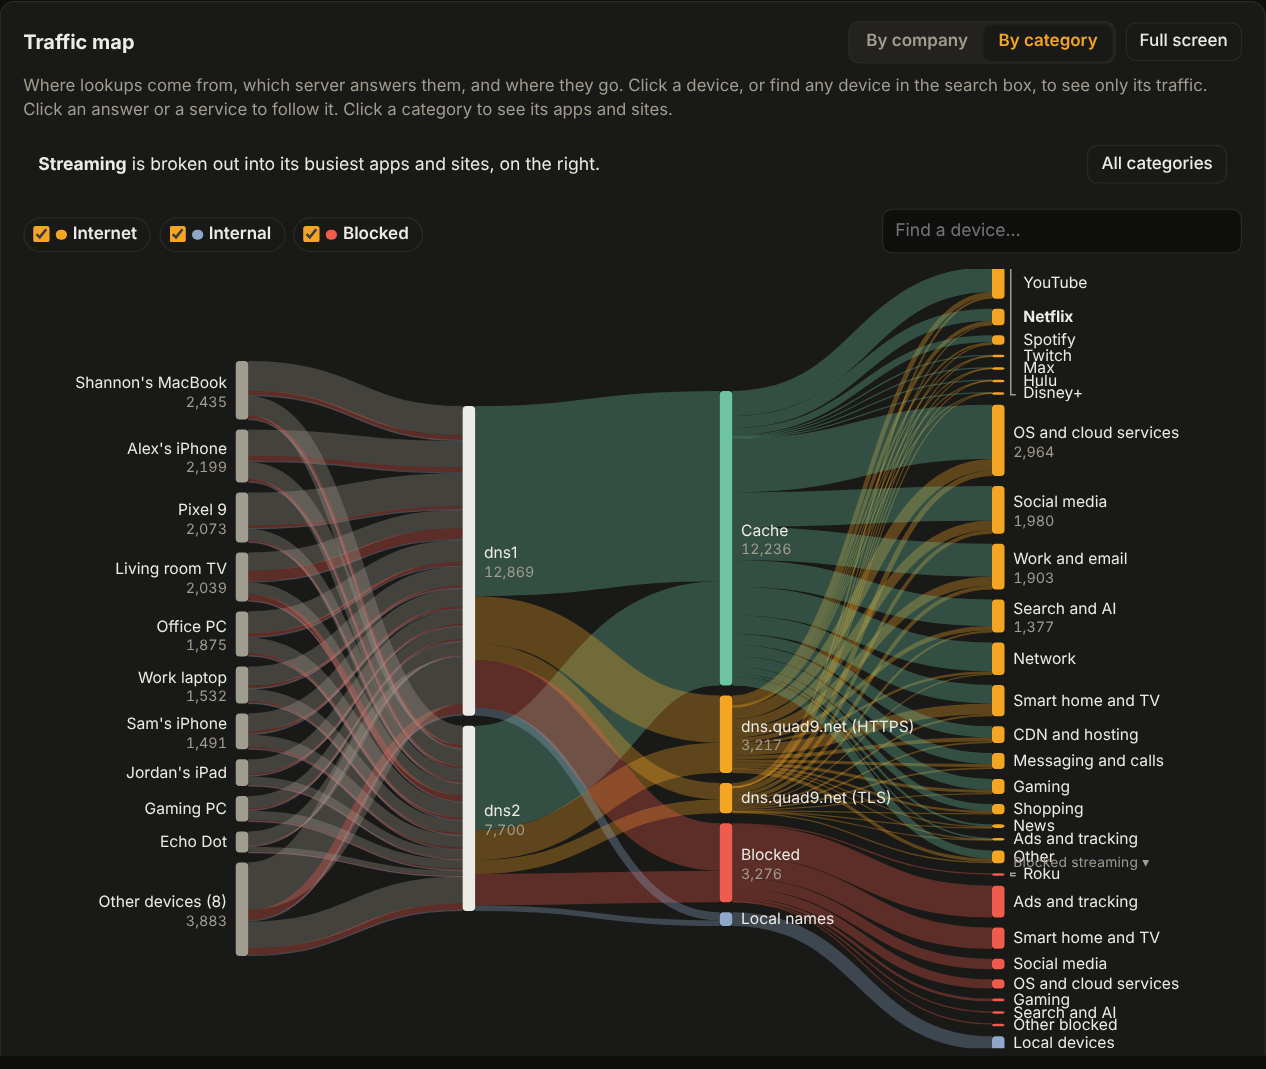 Traffic map
By company
By category
Full screen
Where lookups come from, which server answers them, and where they go. Click a device, or find any device in the search box, to see only its traffic.
Click an answer or a service to follow it. Click a category to see its apps and sites.
Streaming is broken out into its busiest apps and sites, on the right.
All categories
Internet
Internal
Blocked
Find a device...
Shannon's MacBook
2,435
Alex's iPhone
2,199
Pixel 9
2,073
Living room TV
2,039
Office PC
1,875
Work laptop
1,532
Sam's iPhone
1,491
Jordan's iPad
Gaming PC
Echo Dot
Other devices (8)
3,883
dns1
12,869
dns2
7,700
Cache
12,236
dns.quad9.net (HTTPS)
3,217
dns.quad9.net (TLS)
Blocked
3,276
Local names
YouTube
Netflix
Spotify
Twitch
Max
Hulu
Disney+
OS and cloud services
2,964
Social media
1,980
Work and email
1,903
Search and AI
1,377
Network
Smart home and TV
CDN and hosting
Messaging and calls
Gaming
Shopping
News
Ads and tracking
Other
Blocked streaming ▾
Roku
Ads and tracking
Smart home and TV
Social media
OS and cloud services
Gaming
Search and AI
Other blocked
Local devices